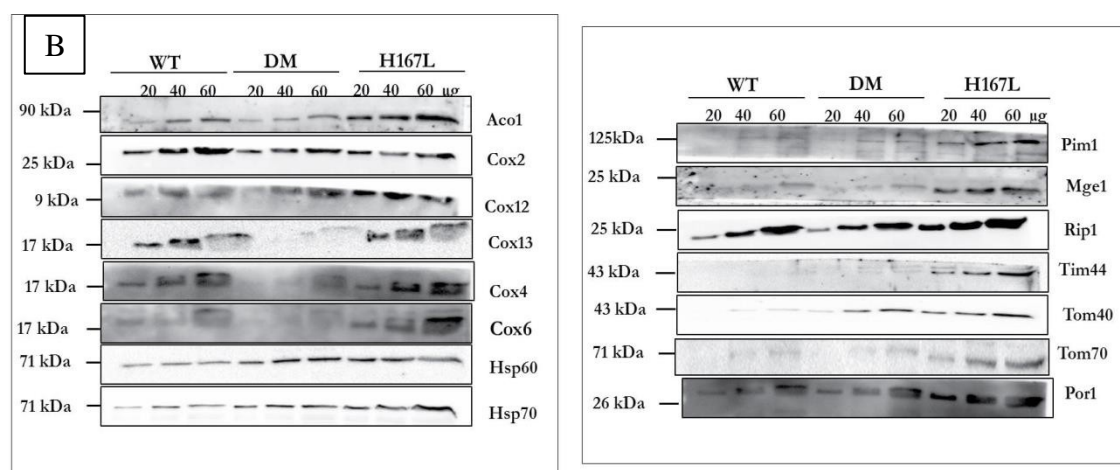 B
WT DM H167L
20 40 60 20 40 60 20 40 60 µg
90 kDa Aco1
25 kDa Cox2
9 kDa Cox12
17 kDa Cox13
17 kDa Cox4
17 kDa Cox6
71 kDa Hsp60
71 kDa Hsp70
WT DM H167L
20 40 60 20 40 60 20 40 60 µg
125kDa Pim1
25 kDa Mge1
25 kDa Rip1
43 kDa Tim44
43 kDa Tom40
71 kDa Tom70
26 kDa Por1